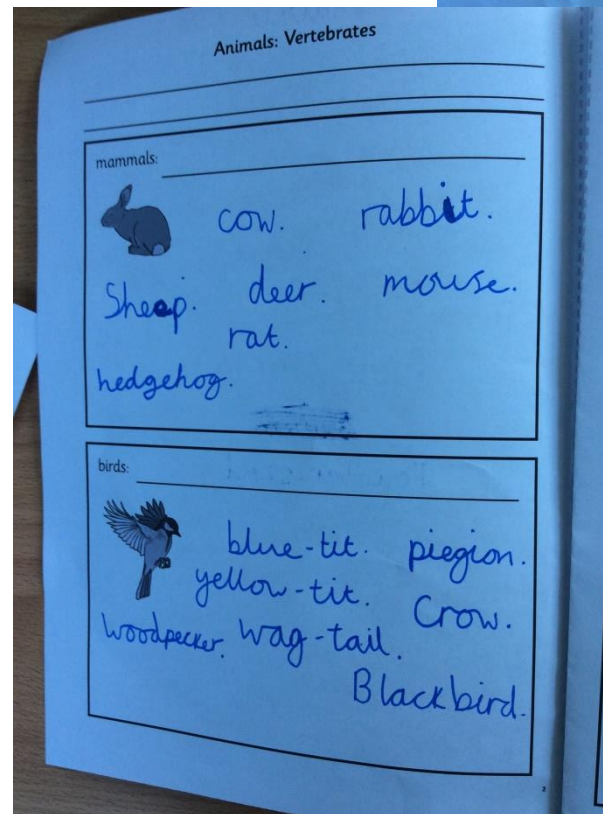 Animals: Vertebrates
mammals:
cow. rabbit.
Sheep. deer. mouse.
rat.
hedgehog.
birds:
blue-tit. piegion.
yellow-tit. Crow.
Woodpecker. Wag-tail.
Blackbird.
2